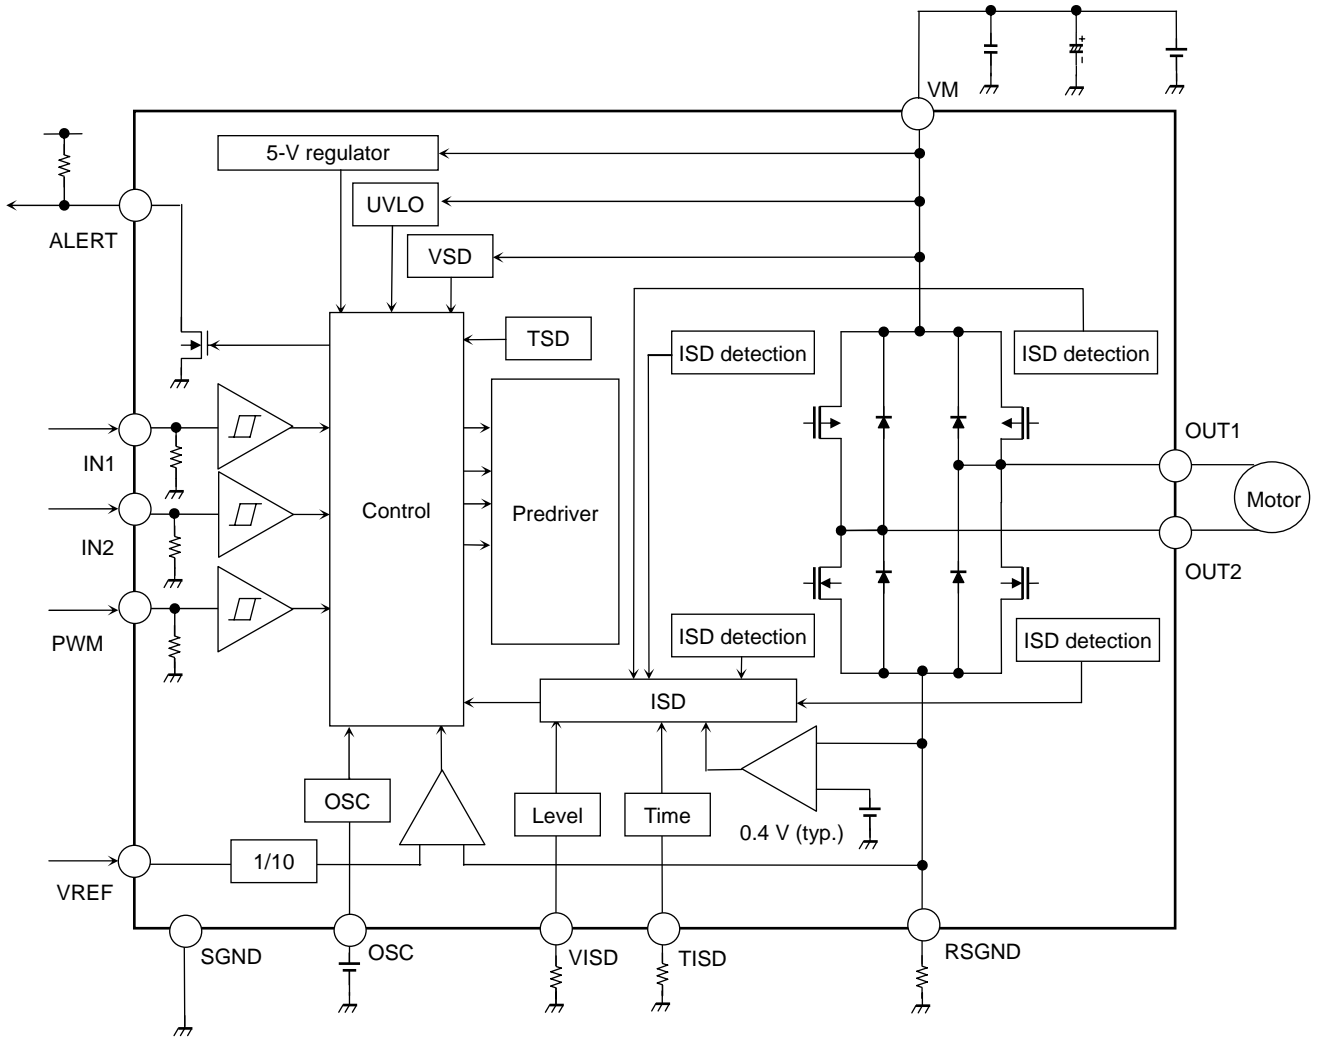 VM
5-V regulator
UVLO
ALERT
VSD
TSD
ISD detection
ISD detection
OUT1
IN1
Motor
Control
Predriver
IN2
OUT2
PWM
ISD detection
ISD detection
ISD
OSC
Level
Time
0.4 V (typ.)
1/10
VREF
SGND
OSC
VISD
TISD
RSGND
+
-